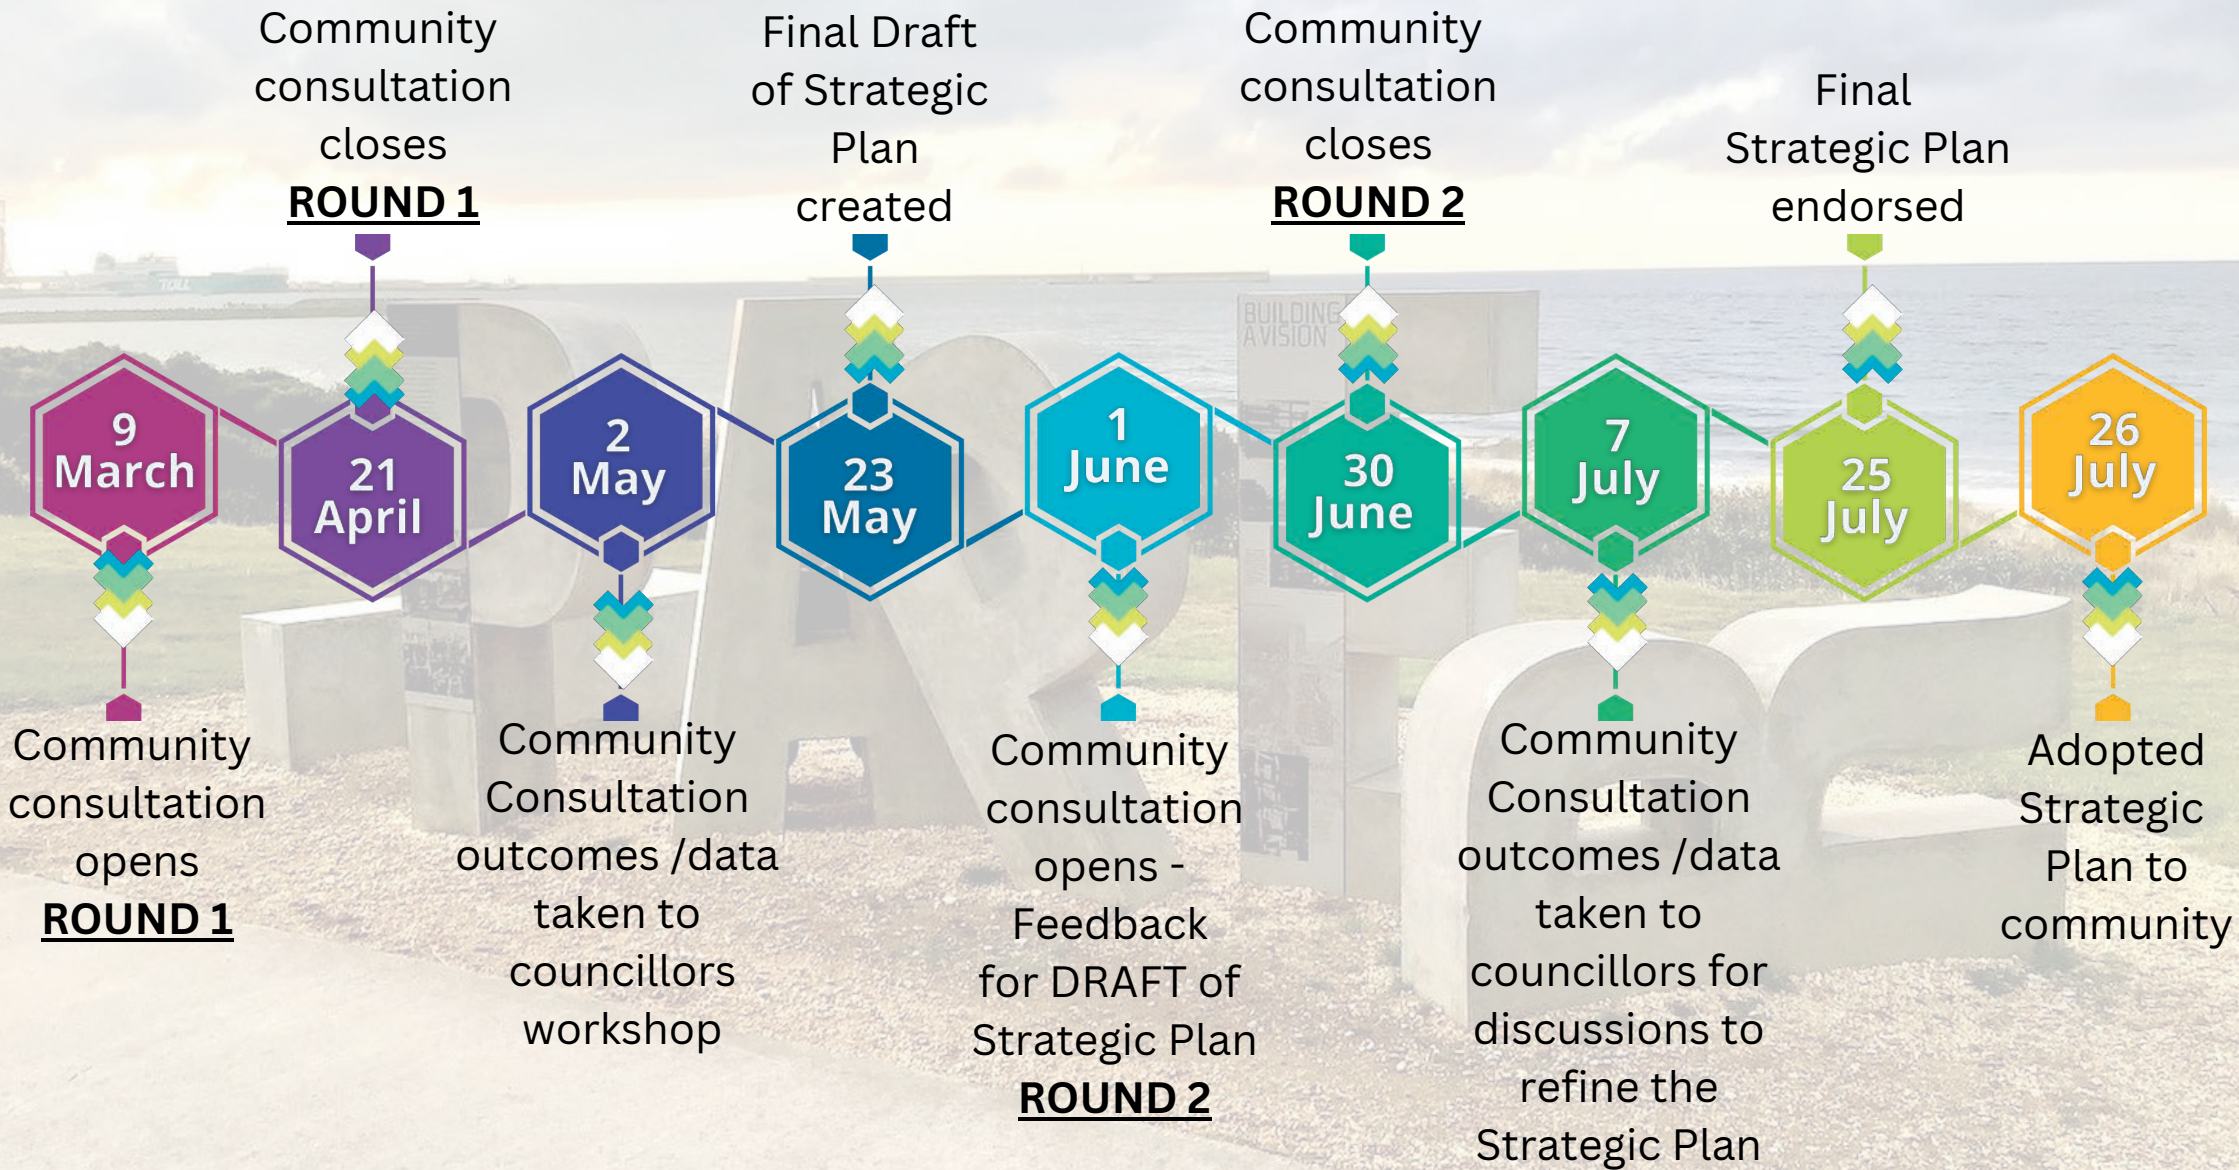 Community
consultation
closes
ROUND 1
Final Draft
of Strategic
Plan
created
Community
consultation
closes
ROUND 2
Final
Strategic Plan
endorsed
TOLL
BUILDING
A VISION
9
March
21
April
2
May
23
May
1
June
30
June
7
July
25
July
26
July
Community
consultation
opens
ROUND 1
Community
Consultation
outcomes /data
taken to
councillors
workshop
Community
consultation
opens -
Feedback
for DRAFT of
Strategic Plan
ROUND 2
Community
Consultation
outcomes /data
taken to
councillors for
discussions to
refine the
Strategic Plan
Adopted
Strategic
Plan to
community